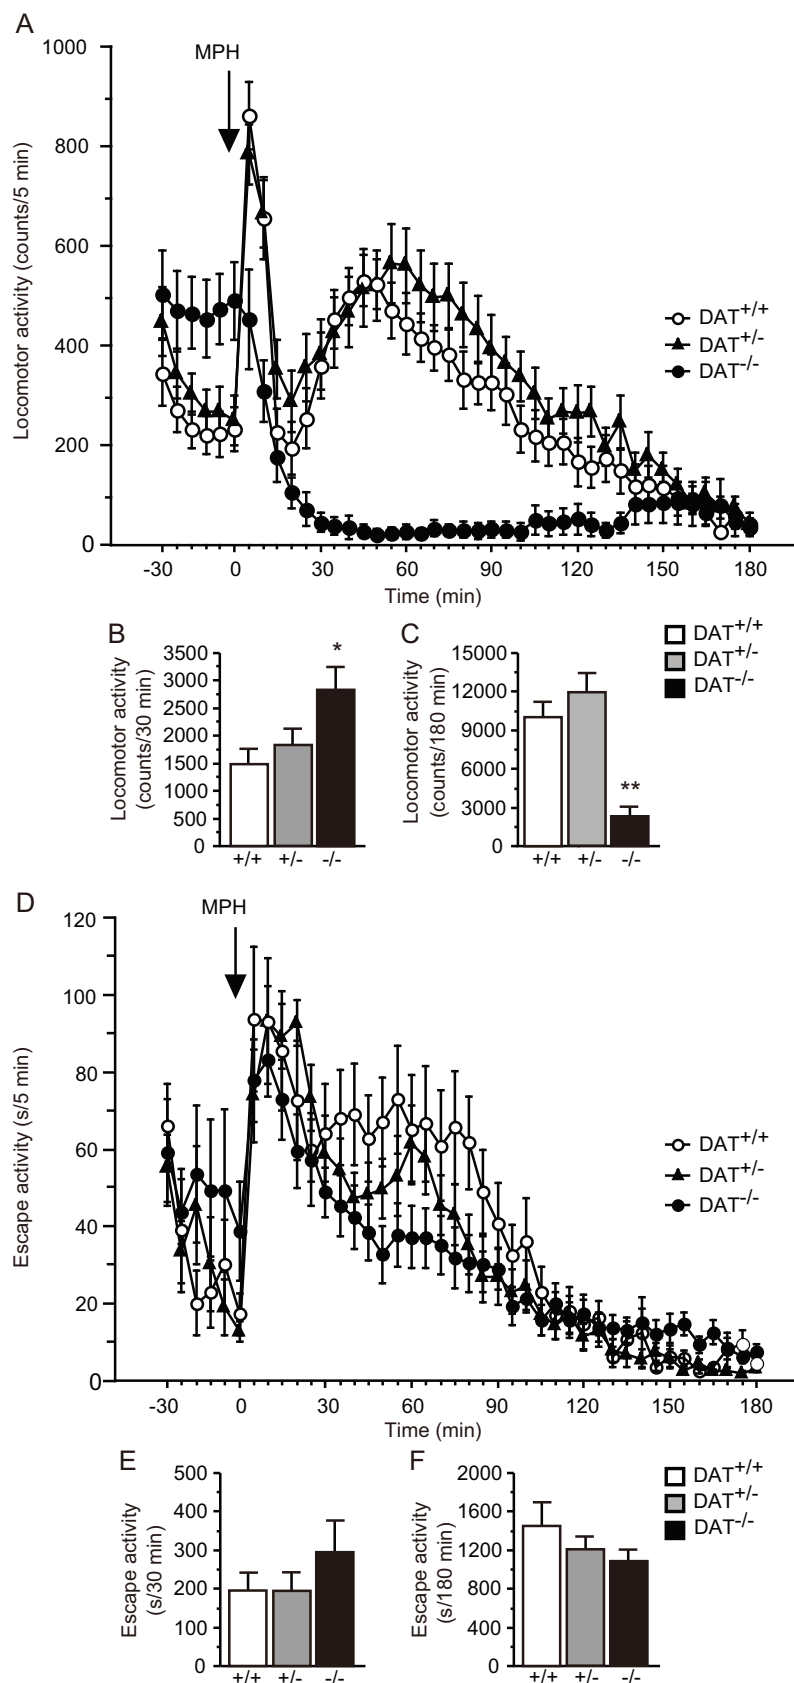 A
MPH
1000
800
600
400
200
0
Locomotor activity (counts/5 min)
DAT+/+
DAT+/-
DAT-/-
-30 0 30 60 90 120 150 180
Time (min)
B
3500
3000
2500
2000
1500
1000
500
0
Locomotor activity
(counts/30 min)
*
+/+ +/- -/-
C
15000
12000
9000
6000
3000
0
Locomotor activity
(counts/180 min)
**
+/+ +/- -/-
DAT+/+
DAT+/-
DAT-/-
D
MPH
120
100
80
60
40
20
0
Escape activity (s/5 min)
DAT+/+
DAT+/-
DAT-/-
-30 0 30 60 90 120 150 180
Time (min)
E
500
400
300
200
100
0
Escape activity
(s/30 min)
+/+ +/- -/-
F
2000
1600
1200
800
400
0
Escape activity
(s/180 min)
+/+ +/- -/-
DAT+/+
DAT+/-
DAT-/-